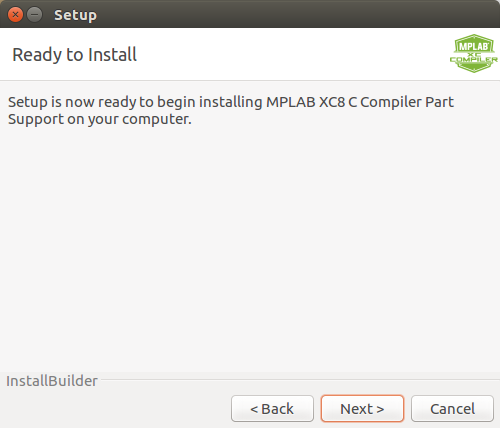 Setup
Ready to Install
MPLAB
XC
COMPILER
Setup is now ready to begin installing MPLAB XC8 C Compiler Part
Support on your computer.
InstallBuilder
< Back
Next >
Cancel